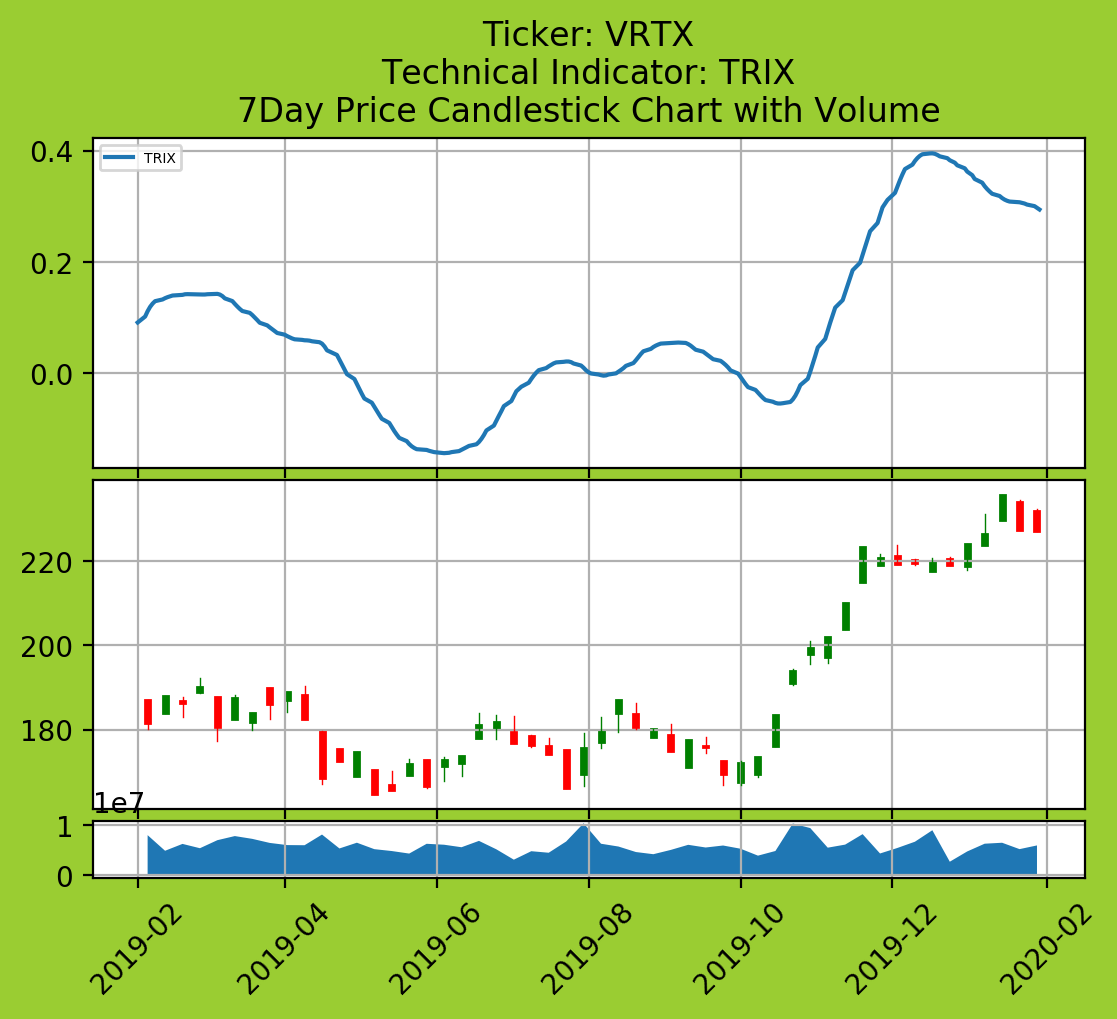 Ticker: VRTX
Technical Indicator: TRIX
7Day Price Candlestick Chart with Volume
0.4
TRIX
0.2
0.0
220
200
180
1e7
1
0
2019-02 2019-04 2019-06 2019-08 2019-10 2019-12 2020-02